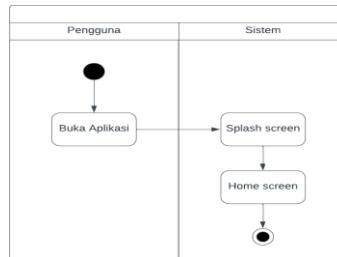 Pengguna
Sistem
Buka Aplikasi
Splash screen
Home screen